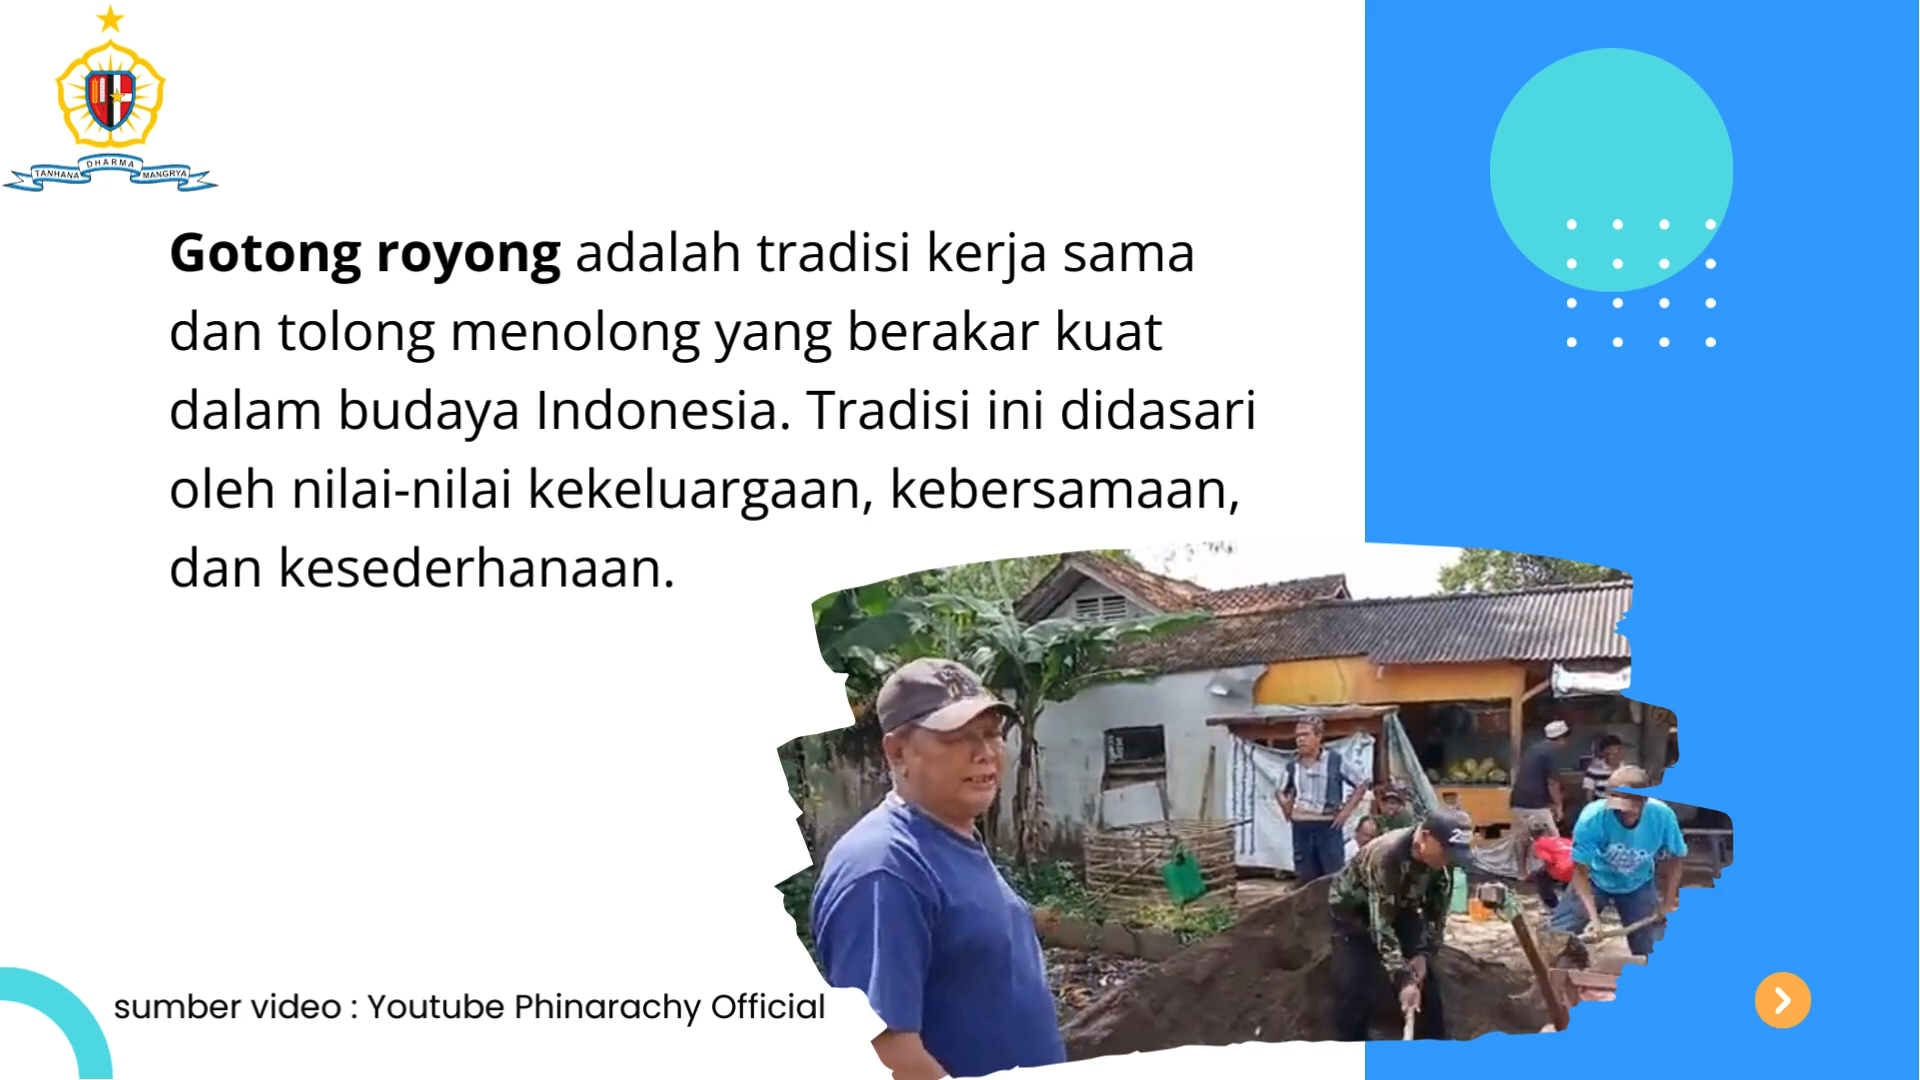 DHARMA
TANHANA MANGRYA
Gotong royong adalah tradisi kerja sama
dan tolong menolong yang berakar kuat
dalam budaya Indonesia. Tradisi ini didasari
oleh nilai-nilai kekeluargaan, kebersamaan,
dan kesederhanaan.
sumber video : Youtube Phinarachy Official